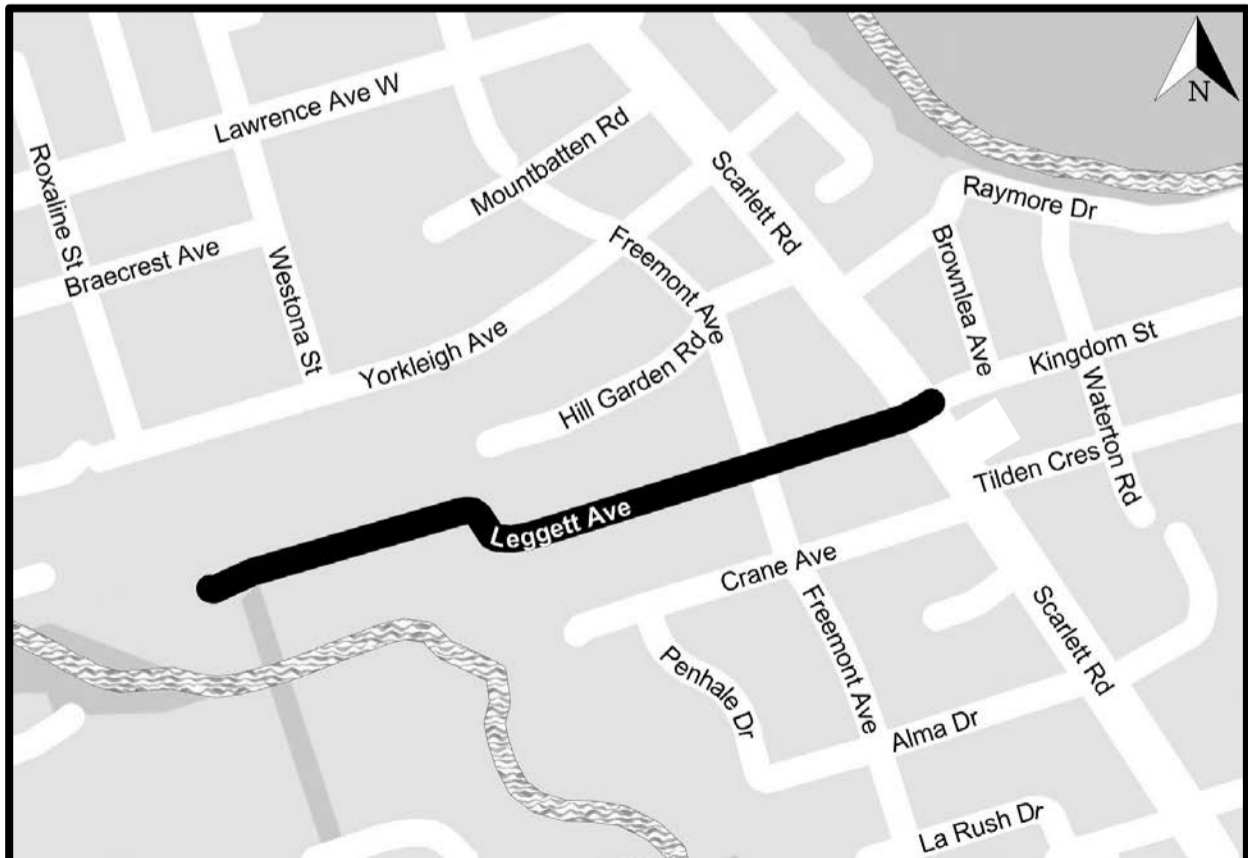 N
Lawrence Ave W
Mountbatten Rd
Roxaline St
Scarlett Rd
Raymore Dr
Braecrest Ave
Westona St
Freemont Ave
Brownlea Ave
Yorkleigh Ave
Hill Garden Rd
Kingdom St
Waterton Rd
Tilden Cres
Leggett Ave
Crane Ave
Freemont Ave
Scarlett Rd
Penhale Dr
Alma Dr
La Rush Dr